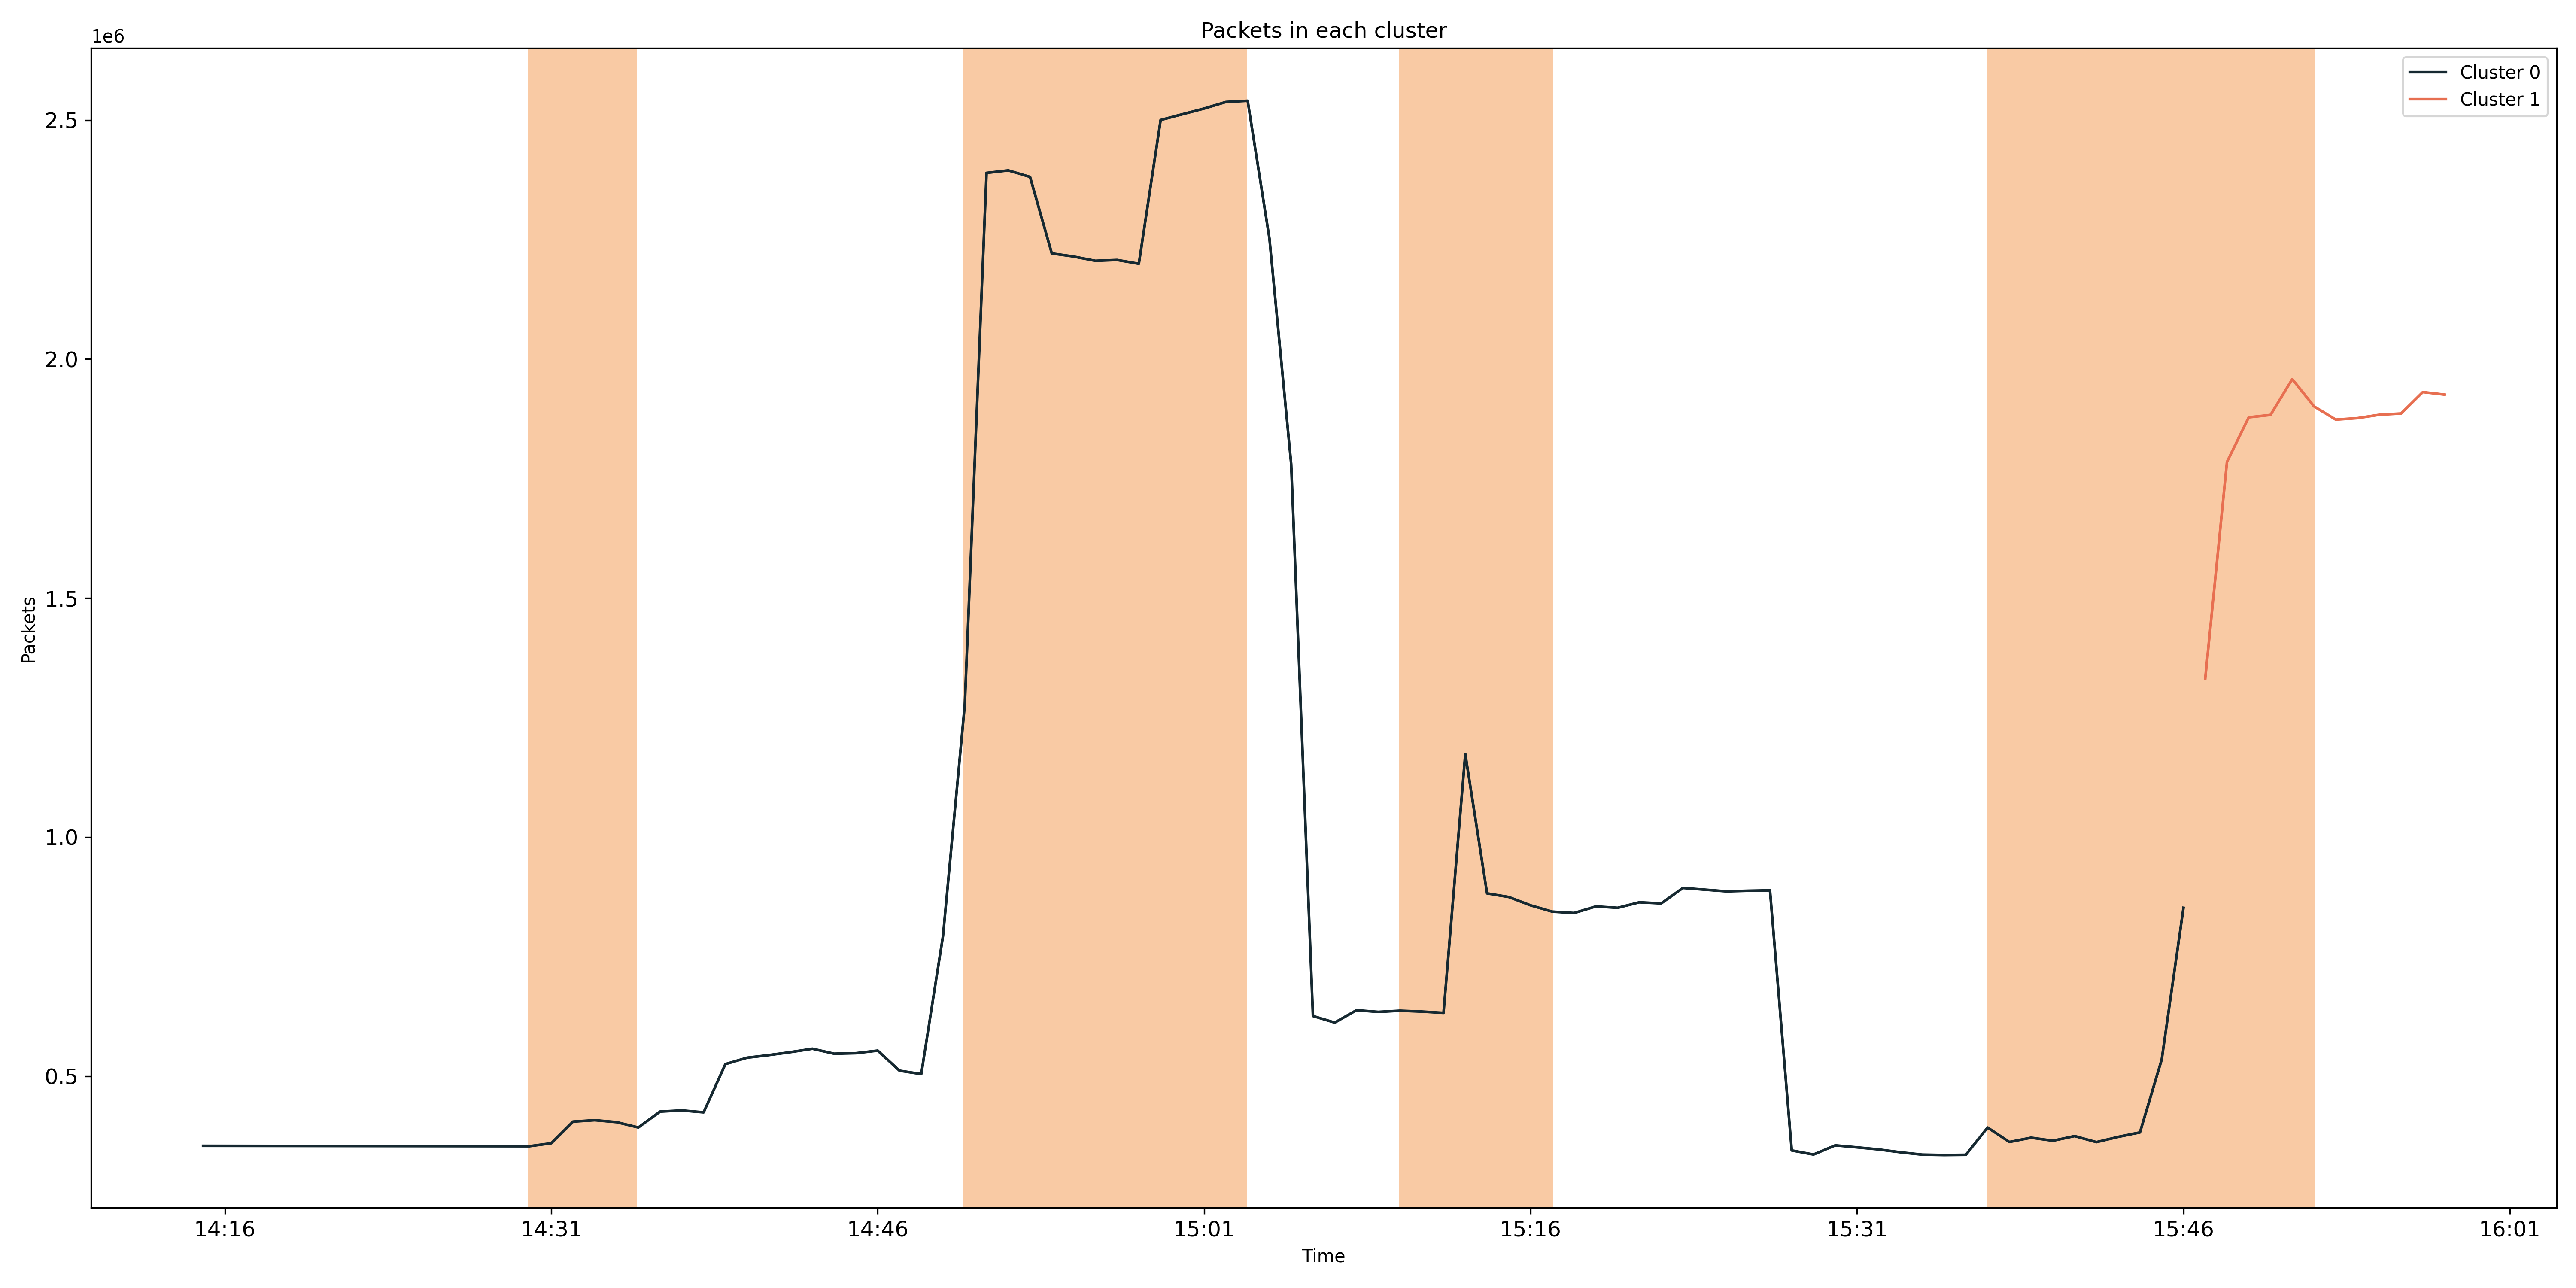 Packets in each cluster
1e6
Cluster 0
Cluster 1
2.5
2.0
1.5
1.0
0.5
Packets
14:16
14:31
14:46
15:01
15:16
15:31
15:46
16:01
Time